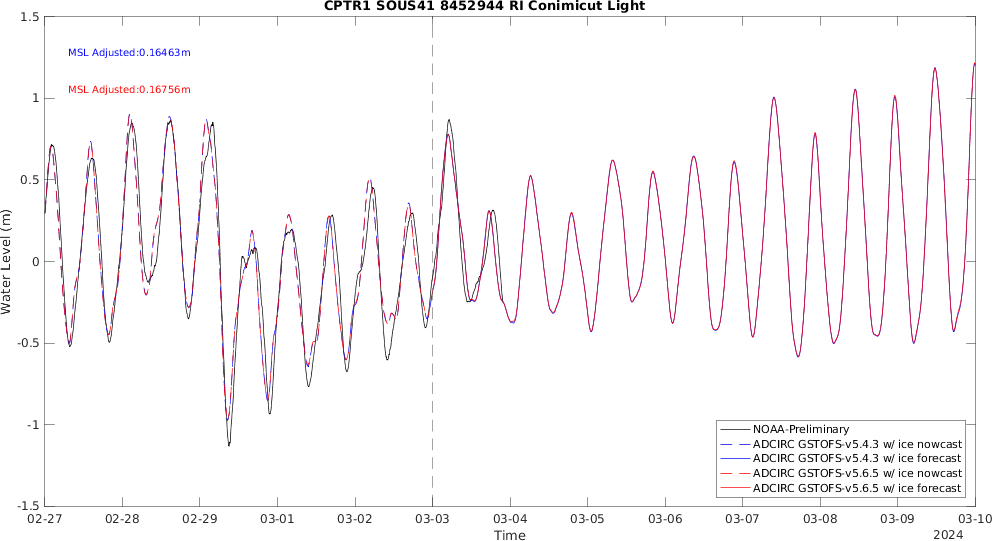 CPTR1 SOUS41 8452944 RI Conimicut Light
1.5
MSL Adjusted:0.16463m
MSL Adjusted:0.16756m
1
0.5
0
-0.5
-1
-1.5
Water Level (m)
NOAA-Preliminary
ADCIRC GSTOFS-v5.4.3 w/ ice nowcast
ADCIRC GSTOFS-v5.4.3 w/ ice forecast
ADCIRC GSTOFS-v5.6.5 w/ ice nowcast
ADCIRC GSTOFS-v5.6.5 w/ ice forecast
02-27 02-28 02-29 03-01 03-02 03-03 03-04 03-05 03-06 03-07 03-08 03-09 03-10
Time
2024